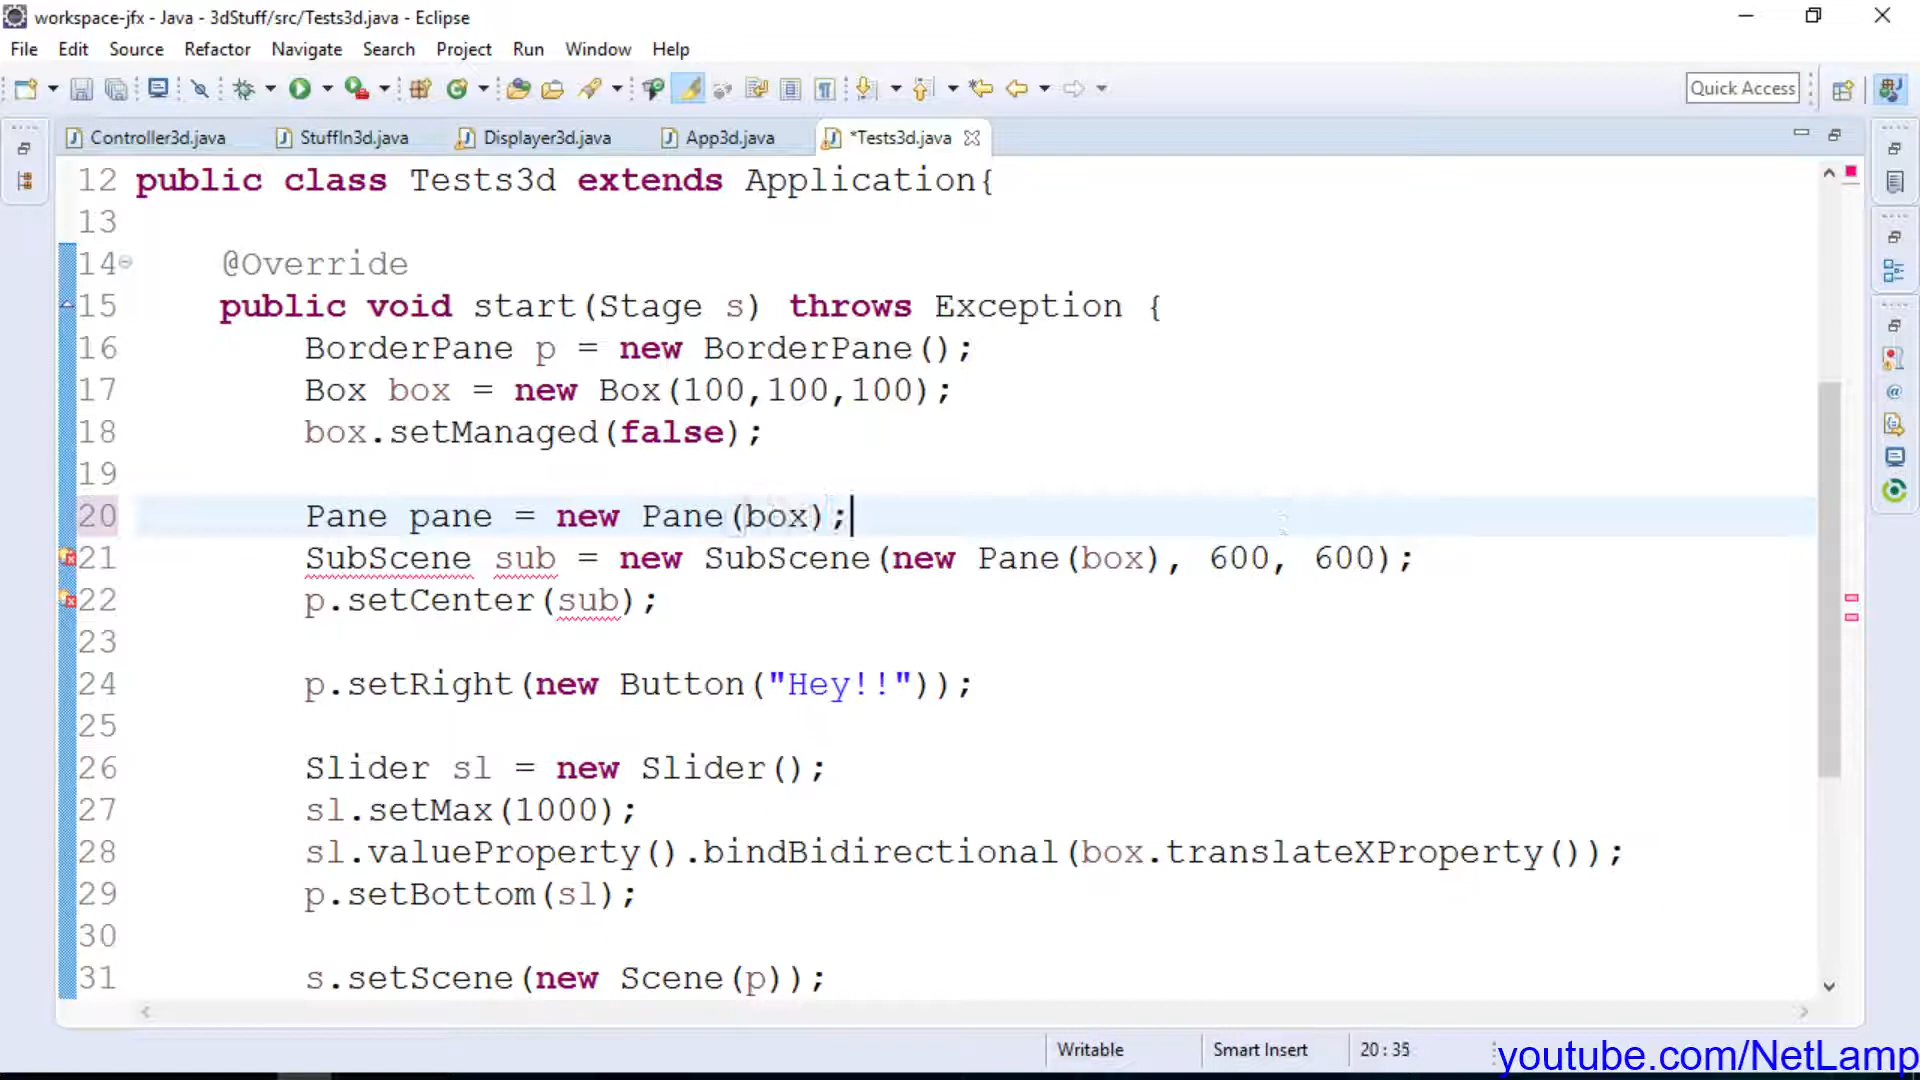 workspace-jfx - Java - 3dStuff/src/Tests3d.java - Eclipse
File Edit Source Refactor Navigate Search Project Run Window Help
Quick Access
Controller3d.java StuffIn3d.java Displayer3d.java App3d.java *Tests3d.java
12 public class Tests3d extends Application{
13
14 @Override
15 public void start(Stage s) throws Exception {
16 BorderPane p = new BorderPane();
17 Box box = new Box(100,100,100);
18 box.setManaged(false);
19
20 Pane pane = new Pane(box);
21 SubScene sub = new SubScene(new Pane(box), 600, 600);
22 p.setCenter(sub);
23
24 p.setRight(new Button("Hey!!"));
25
26 Slider sl = new Slider();
27 sl.setMax(1000);
28 sl.valueProperty().bindBidirectional(box.translateXProperty());
29 p.setBottom(sl);
30
31 s.setScene(new Scene(p));
Writable Smart Insert 20 : 35
youtube.com/NetLamp